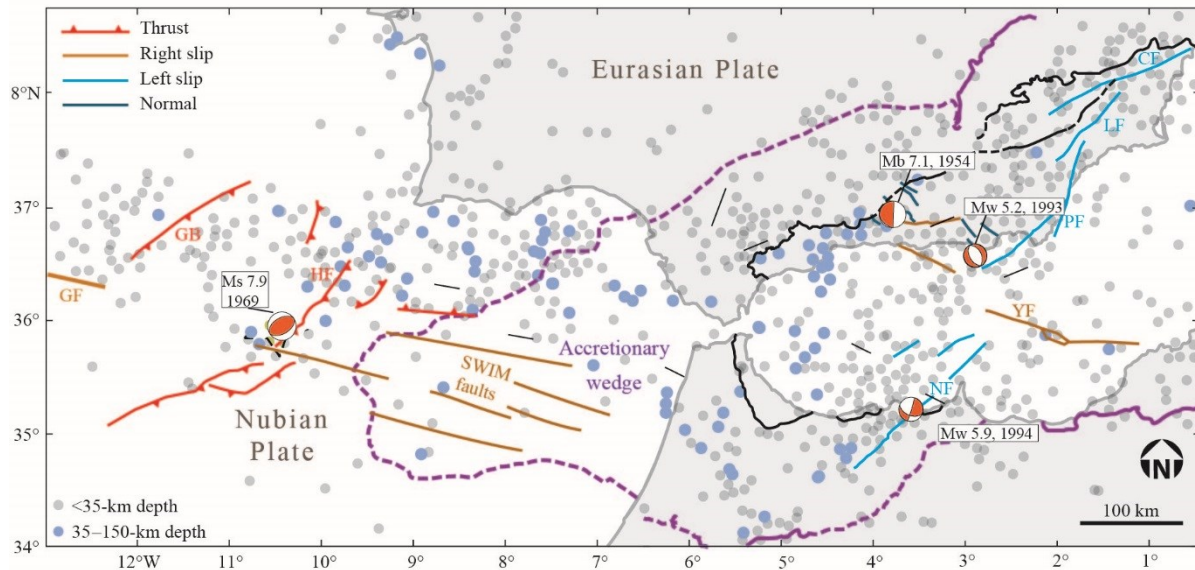 Thrust
Right slip
Left slip
Normal
Eurasian Plate
8°N
37°
36°
35°
34°
CF
LF
Mb 7.1, 1954
Mw 5.2, 1993
PF
GB
HF
GF
Ms 7.9
1969
YF
Accretionary
wedge
SWIM
faults
NF
Nubian
Plate
Mw 5.9, 1994
N
<35-km depth
35–150-km depth
100 km
12°W
11°
10°
9°
8°
7°
6°
5°
4°
3°
2°
1°